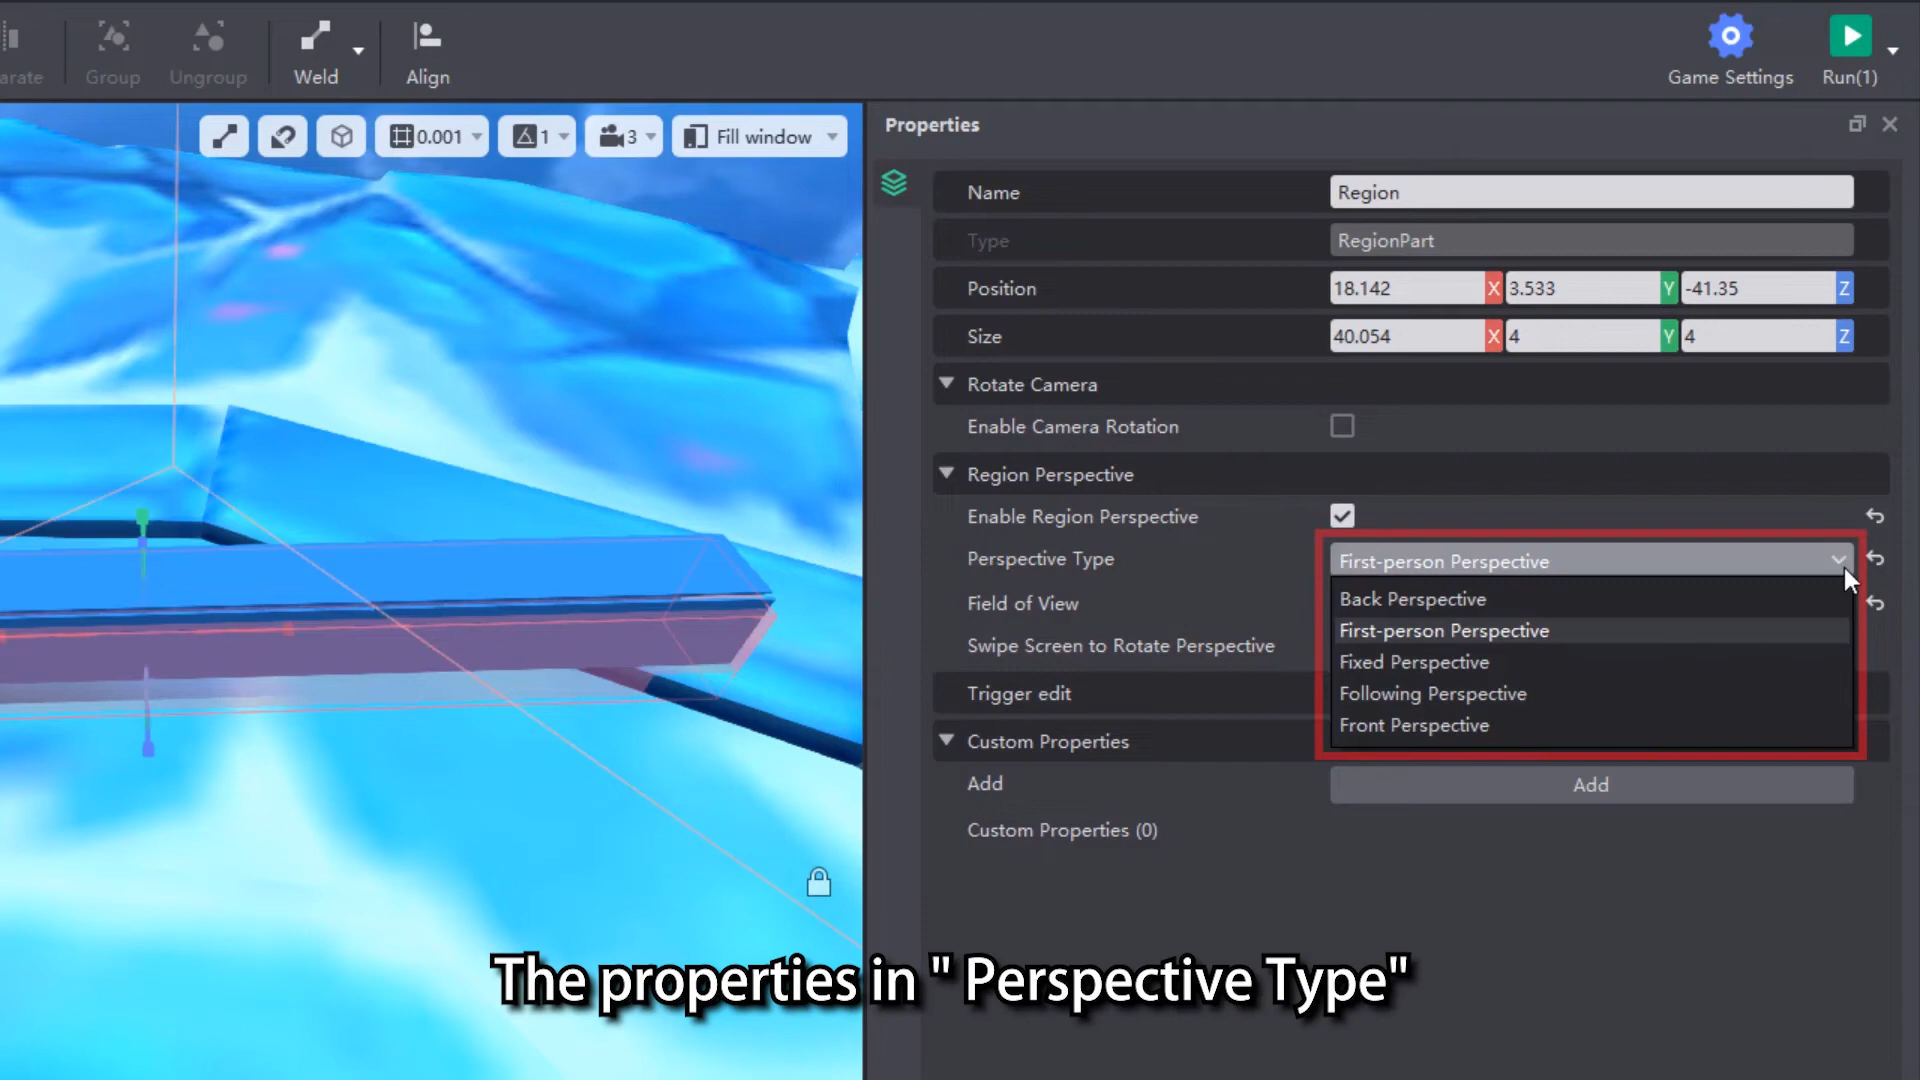 arate
Group
Ungroup
Weld
Align
Game Settings
Run(1)
0.001
1
3
Fill window
Properties
Name
Region
Type
RegionPart
Position
18.142 X 3.533 Y -41.35 Z
Size
40.054 X 4 Y 4 Z
Rotate Camera
Enable Camera Rotation
Region Perspective
Enable Region Perspective
Perspective Type
First-person Perspective
Back Perspective
Field of View
First-person Perspective
Swipe Screen to Rotate Perspective
Fixed Perspective
Trigger edit
Following Perspective
Front Perspective
Custom Properties
Add
Add
Custom Properties (0)
The properties in " Perspective Type"